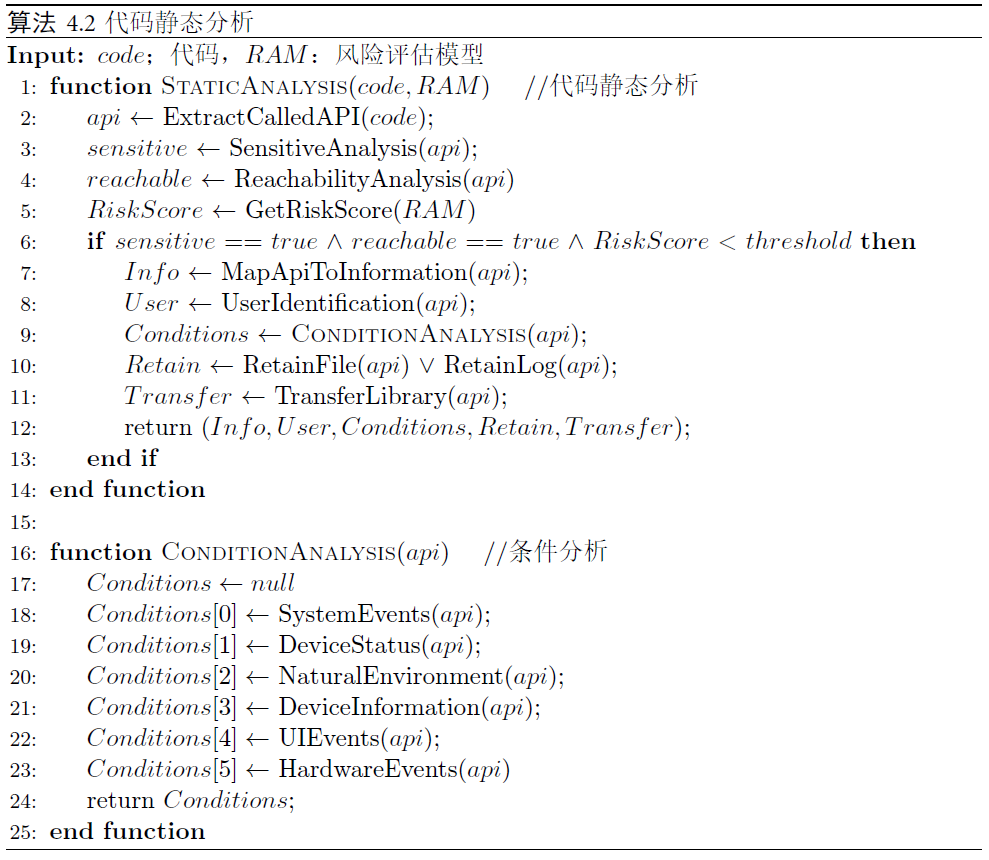 算法 4.2 代码静态分析
Input: code；代码，RAM：风险评估模型
1: function STATICANALYSIS(code, RAM) //代码静态分析
2: api ← ExtractCalledAPI(code);
3: sensitive ← SensitiveAnalysis(api);
4: reachable ← ReachabilityAnalysis(api)
5: RiskScore ← GetRiskScore(RAM)
6: if sensitive == true ∧ reachable == true ∧ RiskScore < threshold then
7: Info ← MapApiToInformation(api);
8: User ← UserIdentification(api);
9: Conditions ← CONDITIONANALYSIS(api);
10: Retain ← RetainFile(api) ∨ RetainLog(api);
11: Transfer ← TransferLibrary(api);
12: return (Info, User, Conditions, Retain, Transfer);
13: end if
14: end function
15:
16: function CONDITIONANALYSIS(api) //条件分析
17: Conditions ← null
18: Conditions[0] ← SystemEvents(api);
19: Conditions[1] ← DeviceStatus(api);
20: Conditions[2] ← NaturalEnvironment(api);
21: Conditions[3] ← DeviceInformation(api);
22: Conditions[4] ← UIEvents(api);
23: Conditions[5] ← HardwareEvents(api)
24: return Conditions;
25: end function